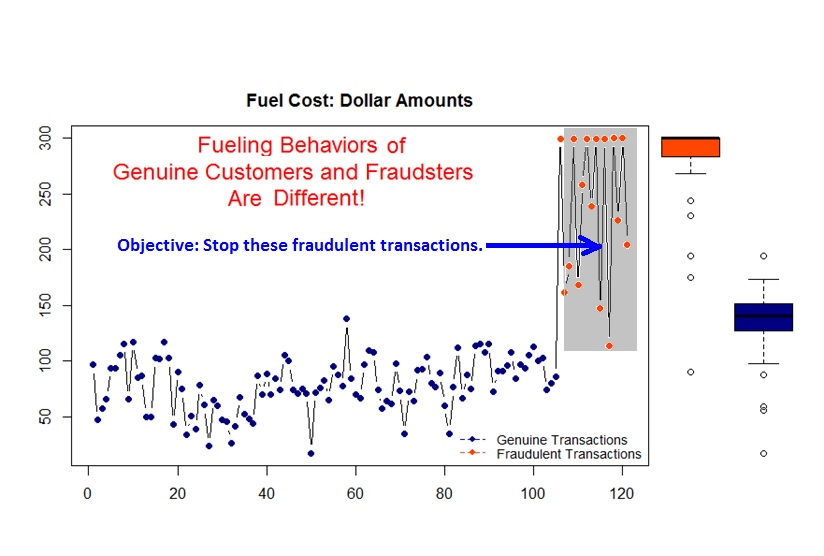 Fuel Cost: Dollar Amounts
Fueling Behaviors of
Genuine Customers and Fraudsters
Are Different!
Objective: Stop these fraudulent transactions.
300
250
200
150
100
50
Genuine Transactions
Fraudulent Transactions
0 20 40 60 80 100 120